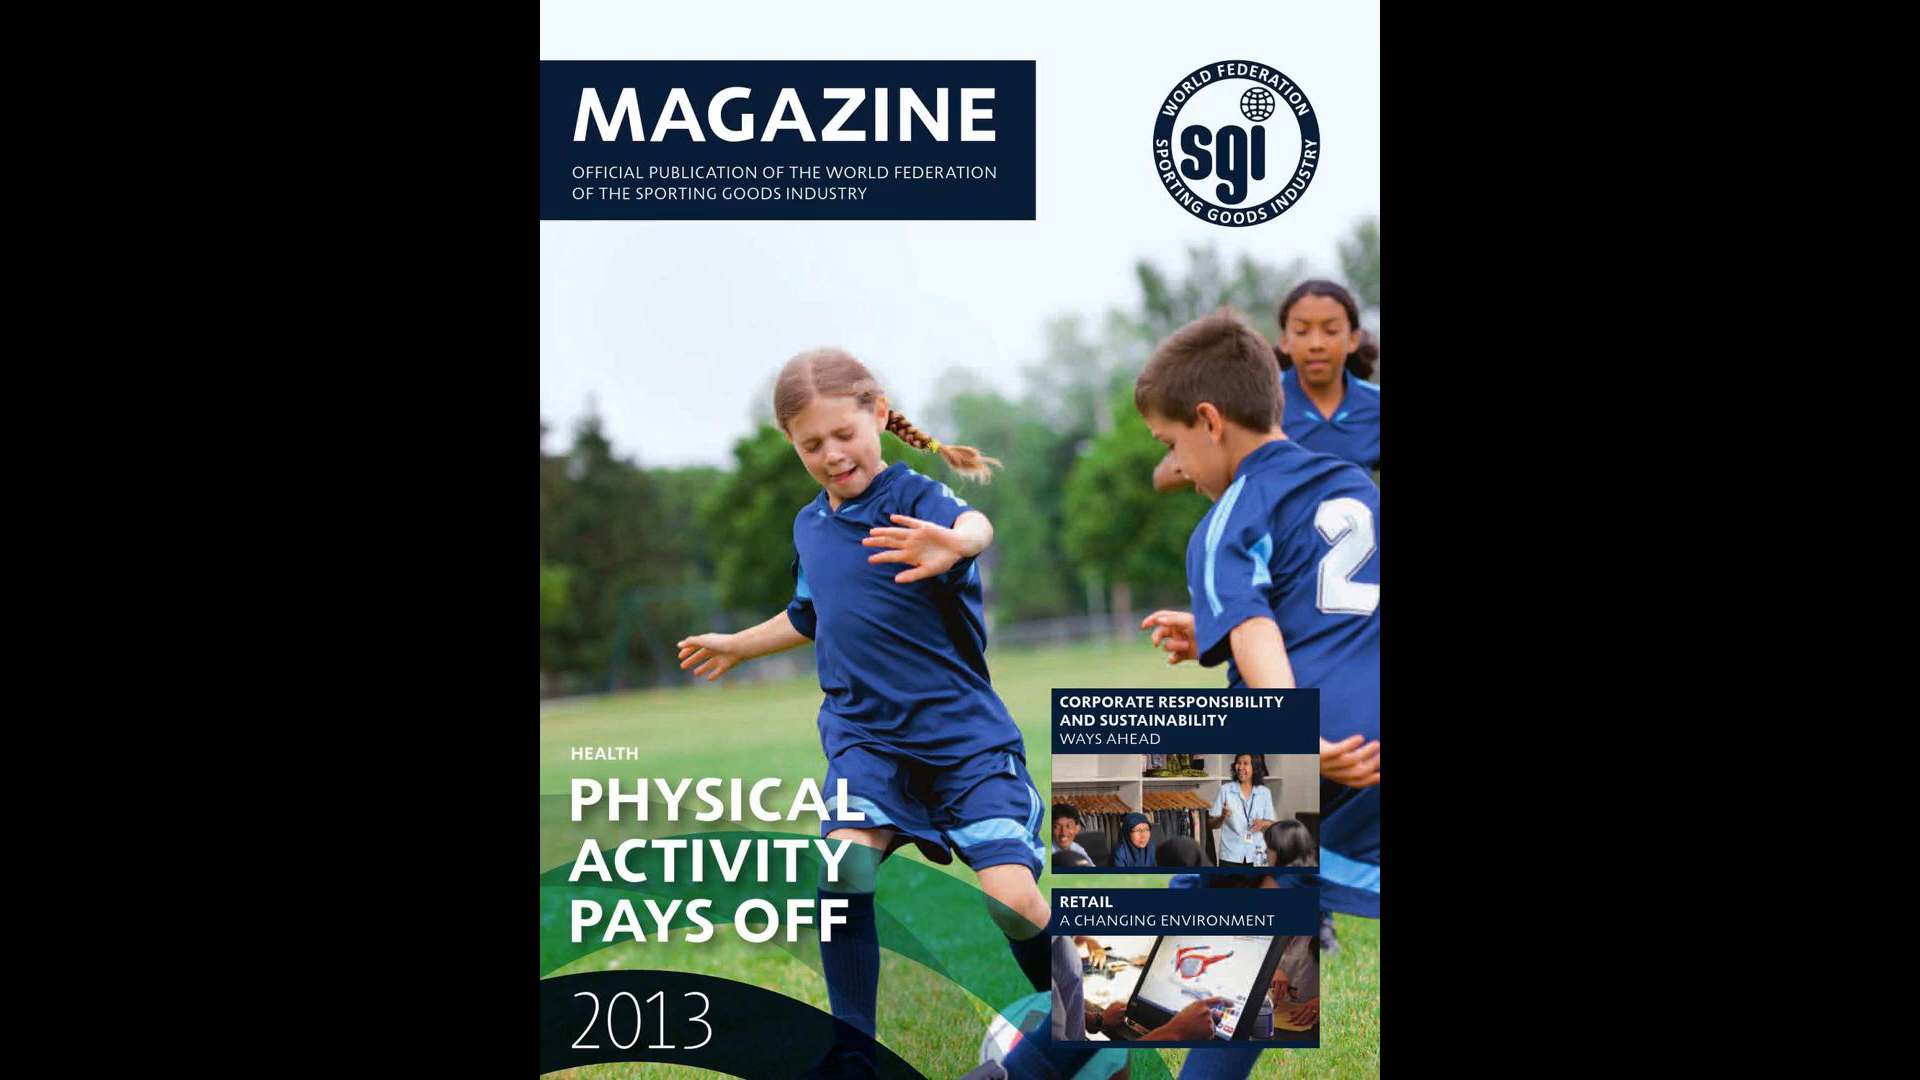 MAGAZINE
OFFICIAL PUBLICATION OF THE WORLD FEDERATION
OF THE SPORTING GOODS INDUSTRY
WORLD FEDERATION
sgi
SPORTING GOODS INDUSTRY
2
CORPORATE RESPONSIBILITY
AND SUSTAINABILITY
WAYS AHEAD
HEALTH
PHYSICAL
ACTIVITY
PAYS OFF
RETAIL
A CHANGING ENVIRONMENT
2013